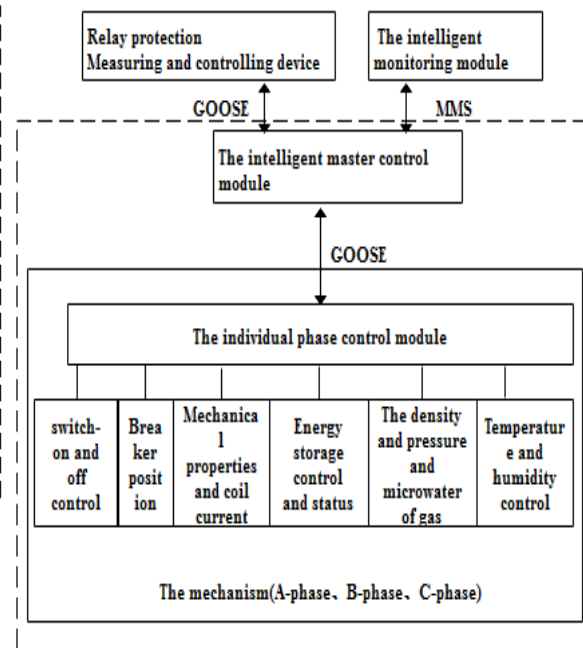 Relay protection
Measuring and controlling device
The intelligent
monitoring module
GOOSE
MMS
The intelligent master control
module
GOOSE
The individual phase control module
switch-
on and
off
control
Brea
ker
posit
ion
Mechanica
l
properties
and coil
current
Energy
storage
control
and status
The density
and pressure
and
microwater
of gas
Temperatur
e and
humidity
control
The mechanism(A-phase、B-phase、C-phase)